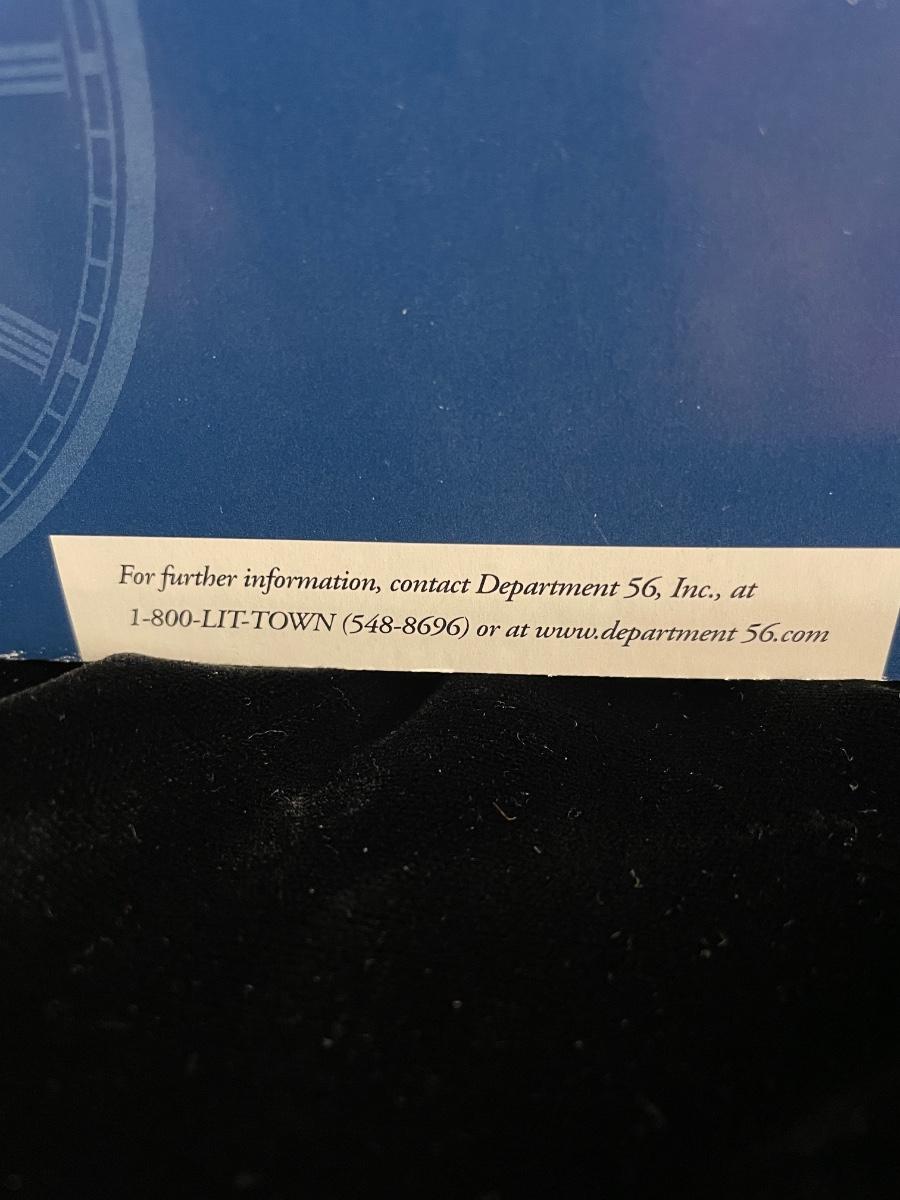 For further information, contact Department 56, Inc., at
1-800-LIT-TOWN (548-8696) or at www.department 56.com